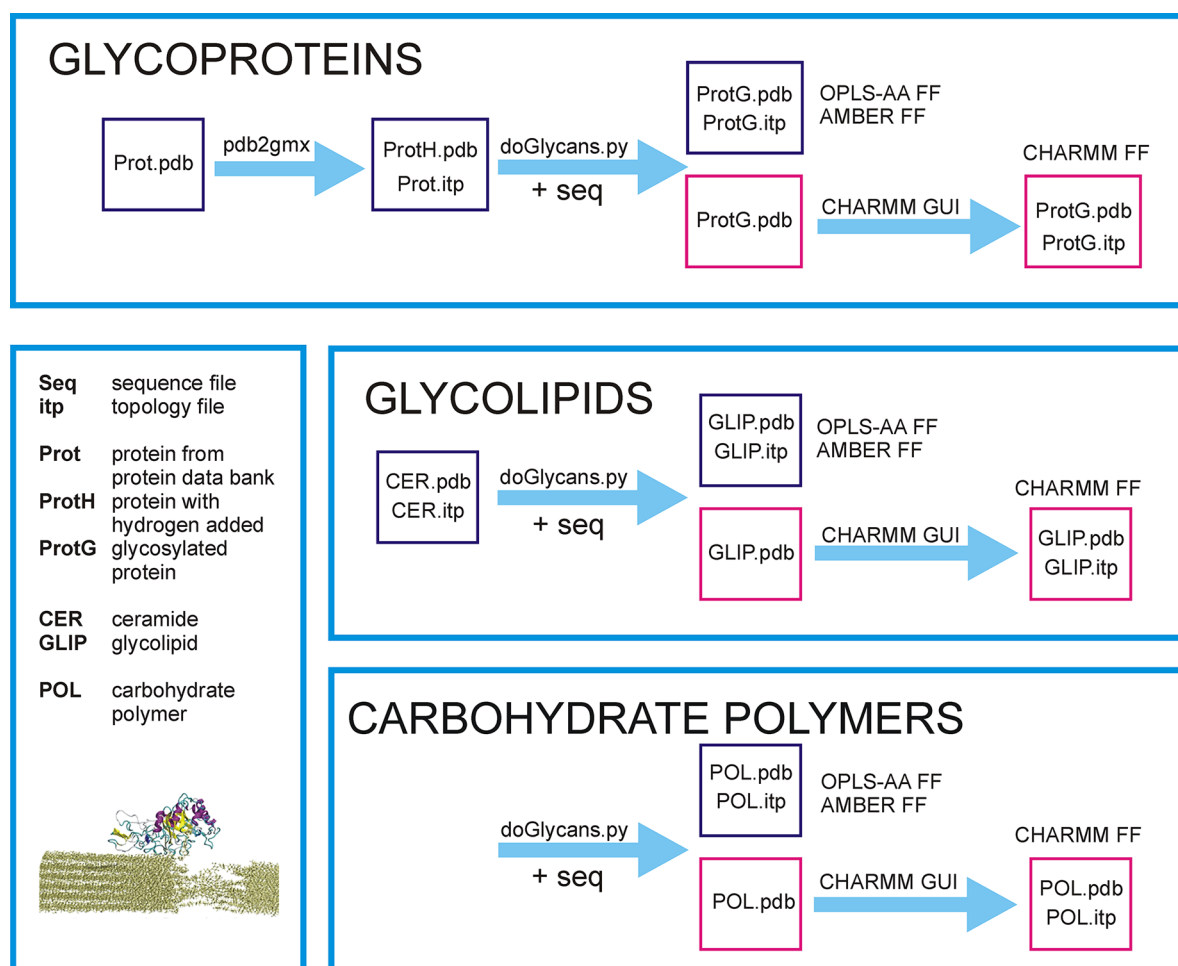 GLYCOPROTEINS
Prot.pdb
pdb2gmx
ProtH.pdb
Prot.itp
doGlycans.py
+ seq
ProtG.pdb
ProtG.itp
OPLS-AA FF
AMBER FF
ProtG.pdb
CHARMM GUI
CHARMM FF
ProtG.pdb
ProtG.itp
Seq sequence file
itp topology file
Prot protein from
protein data bank
ProtH protein with
hydrogen added
ProtG glycosylated
protein
CER ceramide
GLIP glycolipid
POL carbohydrate
polymer
GLYCOLIPIDS
CER.pdb
CER.itp
doGlycans.py
+ seq
GLIP.pdb
GLIP.itp
OPLS-AA FF
AMBER FF
GLIP.pdb
CHARMM GUI
CHARMM FF
GLIP.pdb
GLIP.itp
CARBOHYDRATE POLYMERS
doGlycans.py
+ seq
POL.pdb
POL.itp
OPLS-AA FF
AMBER FF
POL.pdb
CHARMM GUI
CHARMM FF
POL.pdb
POL.itp